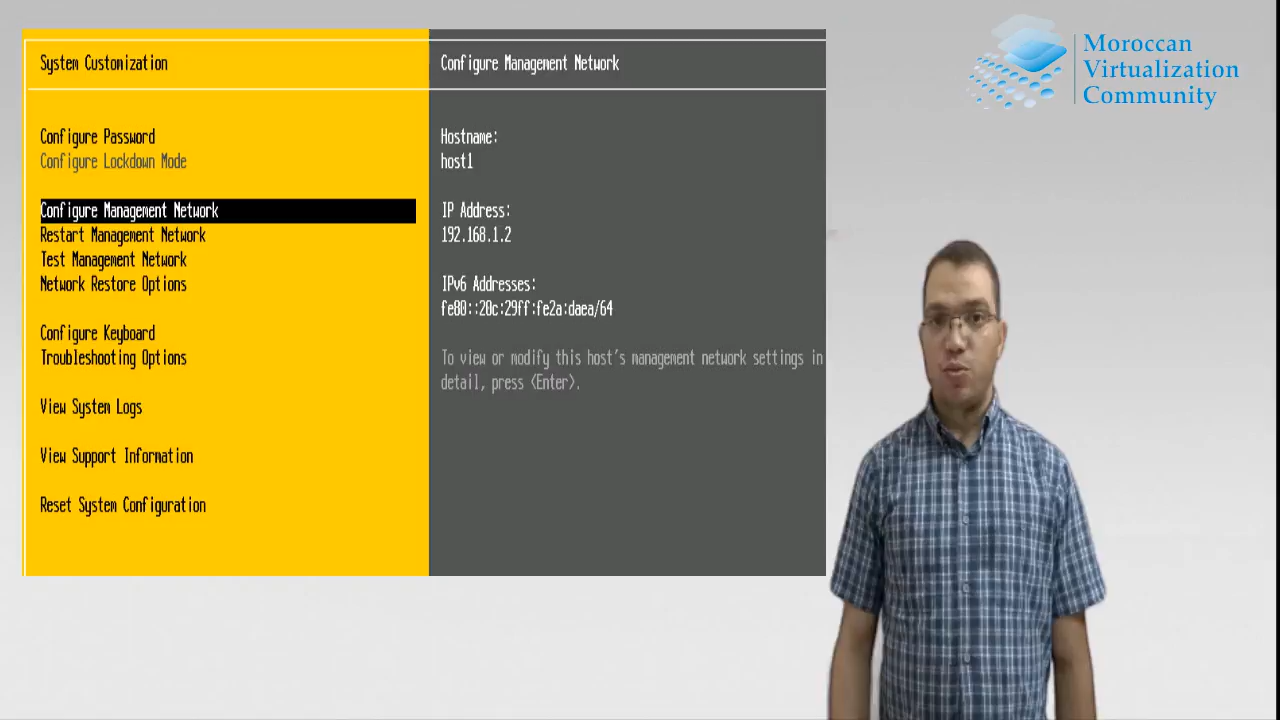 System Customization
Configure Password
Configure Lockdown Mode
Configure Management Network
Restart Management Network
Test Management Network
Network Restore Options
Configure Keyboard
Troubleshooting Options
View System Logs
View Support Information
Reset System Configuration
Configure Management Network
Hostname:
host1
IP Address:
192.168.1.2
IPv6 Addresses:
fe80::20c:29ff:fe2a:daea/64
To view or modify this host's management network settings in
detail, press <Enter>.
Moroccan
Virtualization
Community